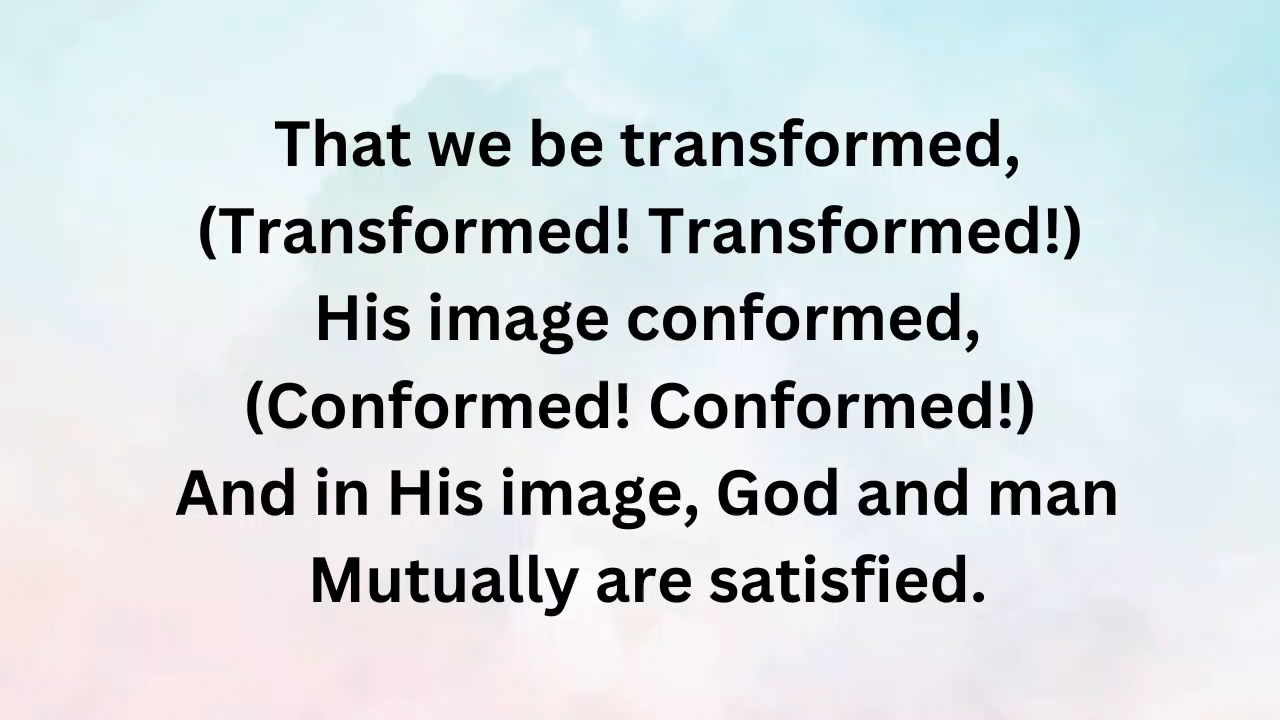 That we be transformed,
(Transformed! Transformed!)
His image conformed,
(Conformed! Conformed!)
And in His image, God and man
Mutually are satisfied.